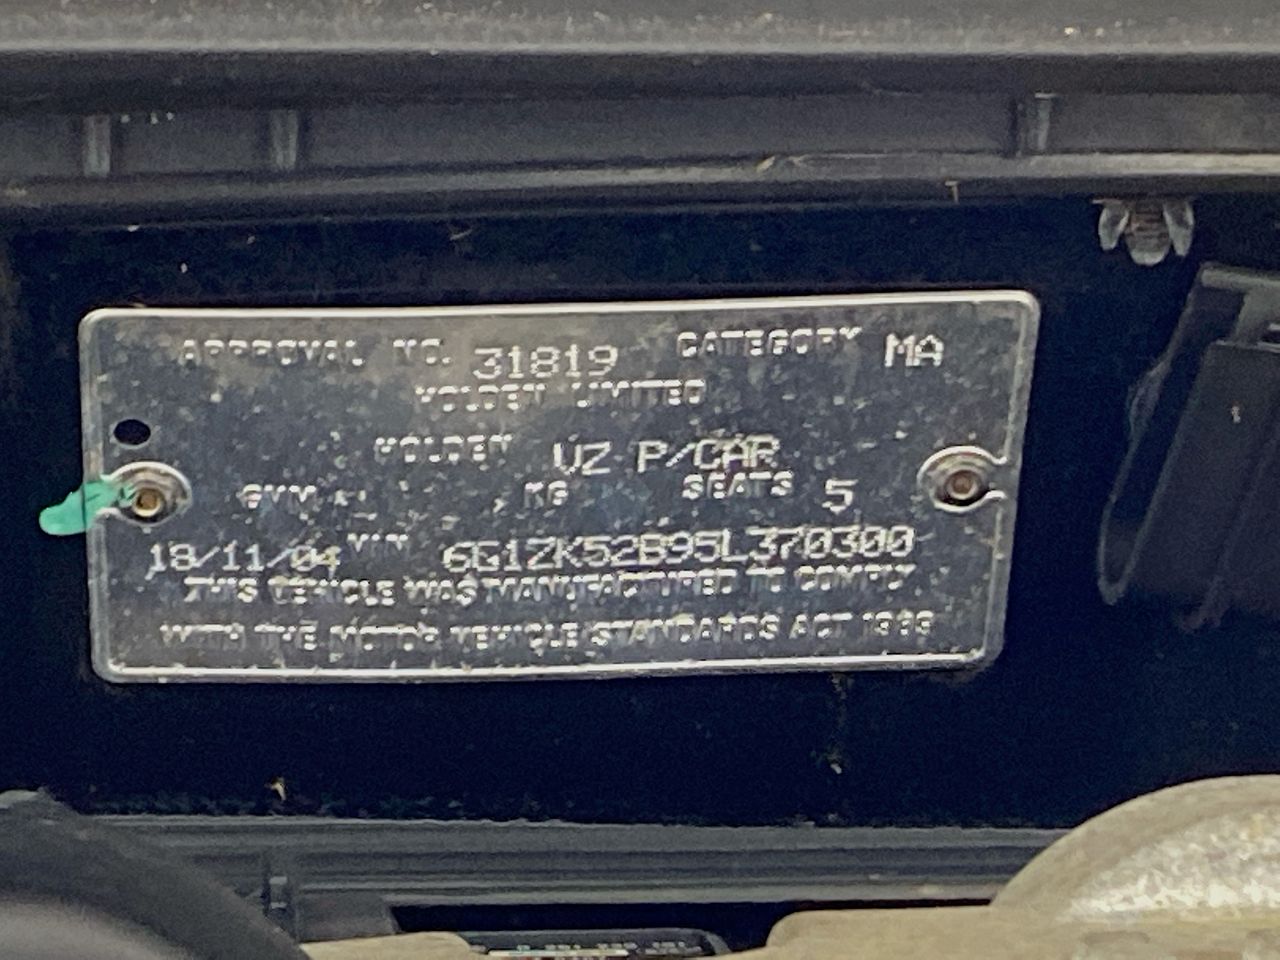 APPROVAL NO. 31819 CATEGORY MA
HOLDEN LIMITED
HOLDEN VZ P/CAR
GVM KG SEATS 5
18/11/04 VIN 6G1ZK52B95L370300
THIS VEHICLE WAS MANUFACTURED TO COMPLY
WITH THE MOTOR VEHICLE STANDARDS ACT 1989